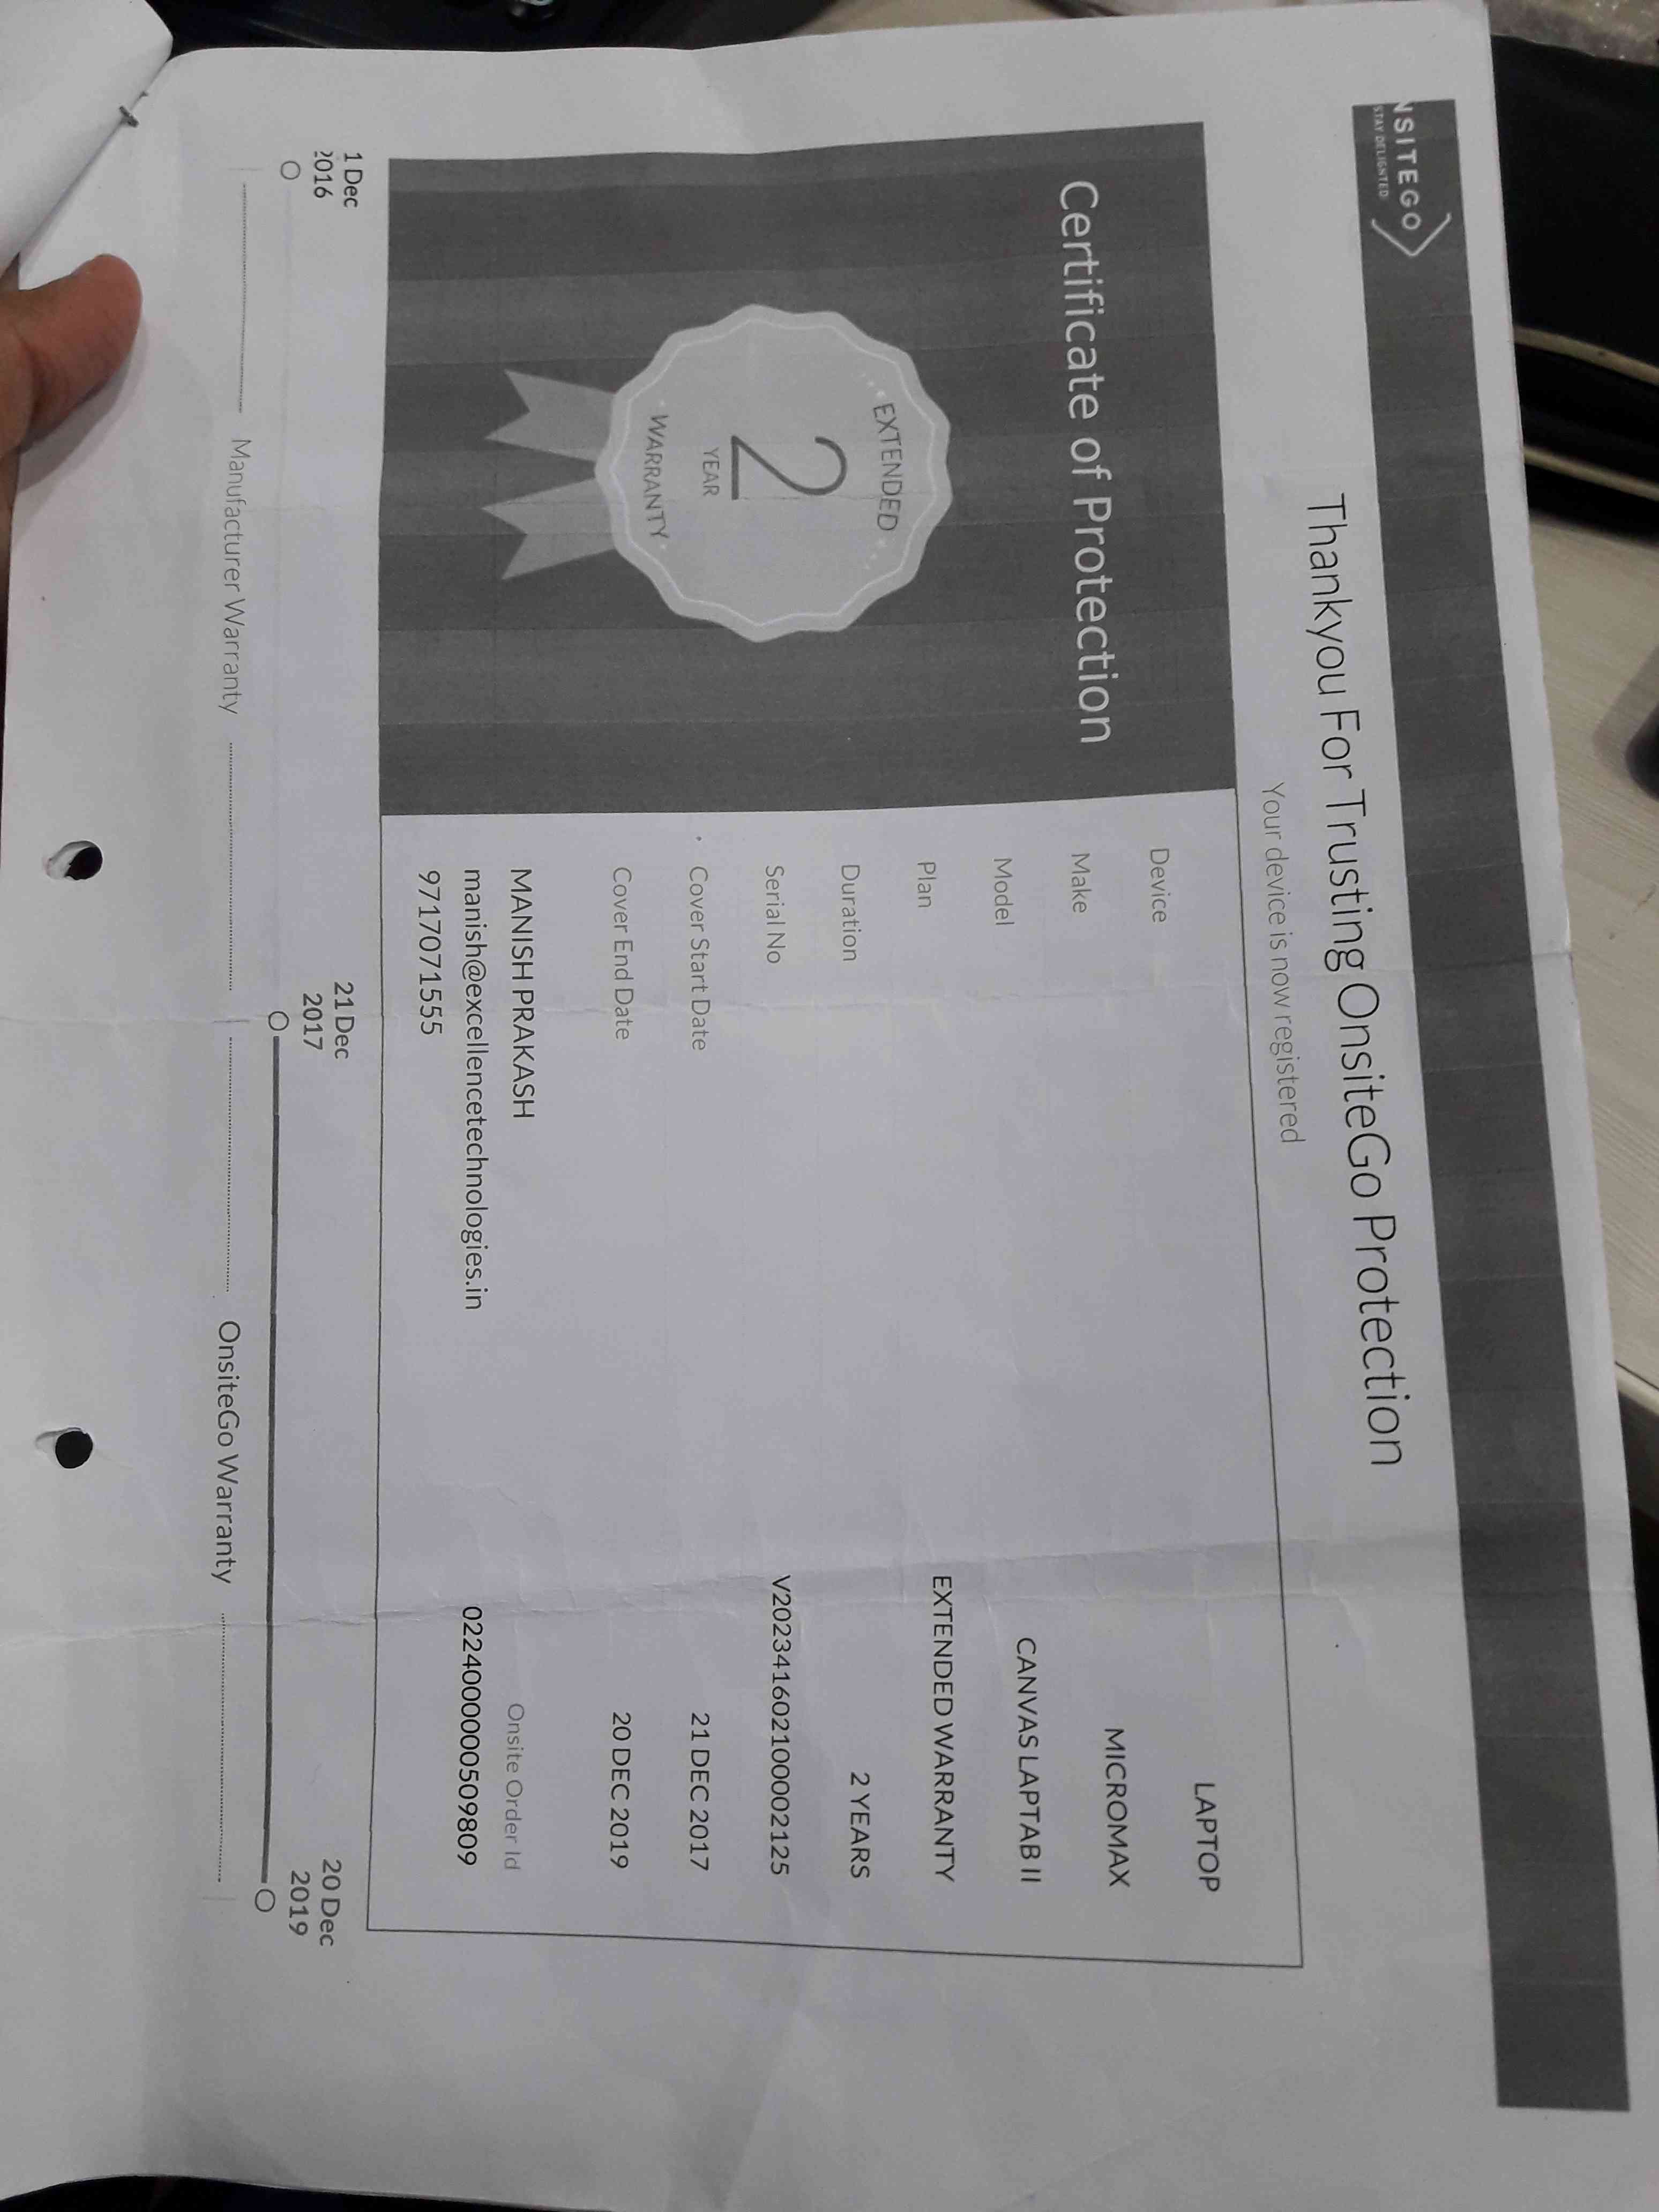 NSITEGO
STAY DELIGHTED
Thankyou For Trusting OnsiteGo Protection
Your device is now registered
Certificate of Protection
EXTENDED
2
YEAR
WARRANTY
Device LAPTOP
Make MICROMAX
Model CANVAS LAPTAB II
Plan EXTENDED WARRANTY
Duration 2 YEARS
Serial No V202341602100002125
Cover Start Date 21 DEC 2017
Cover End Date 20 DEC 2019
MANISH PRAKASH Onsite Order Id
manish@excellencetechnologies.in 0224000000509809
9717071555
1 Dec 21 Dec 20 Dec
2016 2017 2019
Manufacturer Warranty OnsiteGo Warranty